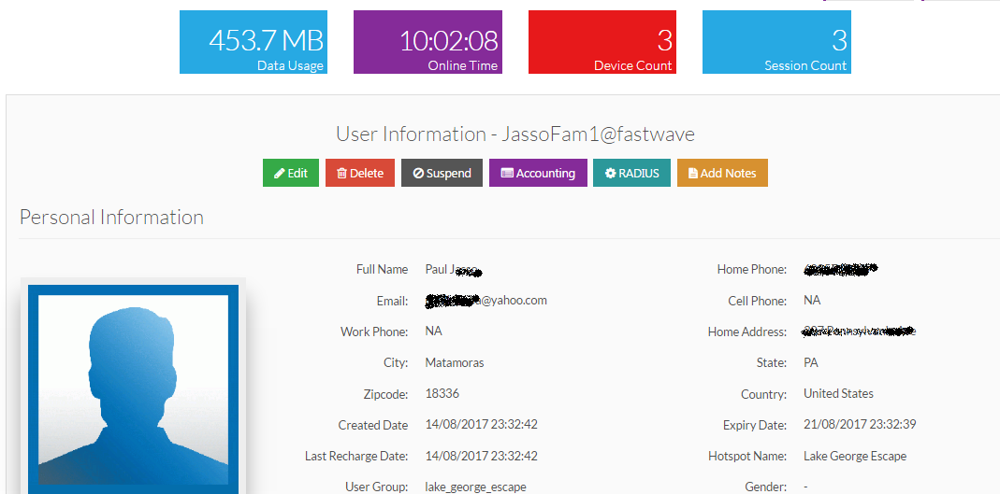 453.7 MB
Data Usage
10:02:08
Online Time
3
Device Count
3
Session Count
User Information - JassoFam1@fastwave
Edit
Delete
Suspend
Accounting
RADIUS
Add Notes
Personal Information
Full Name Paul
Home Phone:
Email: @yahoo.com
Cell Phone: NA
Work Phone: NA
Home Address:
City: Matamoras
State: PA
Zipcode: 18336
Country: United States
Created Date 14/08/2017 23:32:42
Expiry Date: 21/08/2017 23:32:39
Last Recharge Date: 14/08/2017 23:32:42
Hotspot Name: Lake George Escape
User Group: lake_george_escape
Gender: -